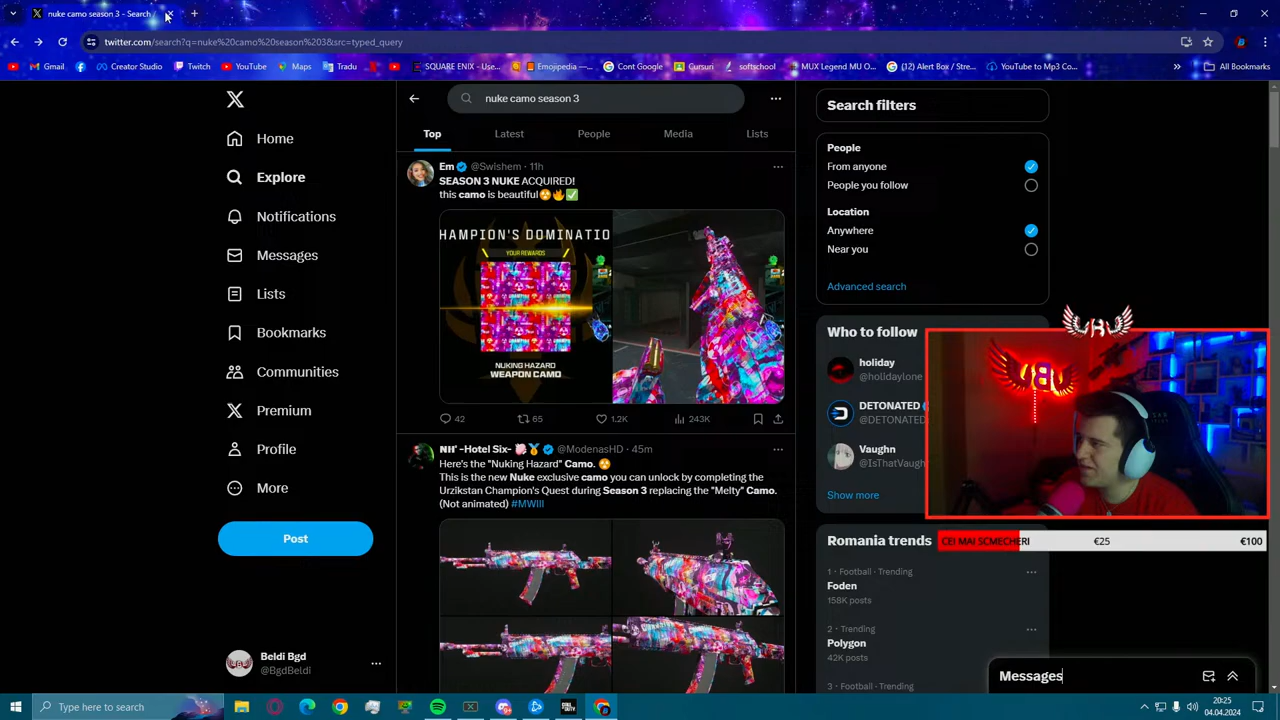 nuke camo season 3 - Search
twitter.com/search?q=nuke%20camo%20season%203&src=typed_query
Gmail
Creator Studio
Twitch
YouTube
Maps
Tradu
SQUARE ENIX - Use...
Emojipedia —...
Cont Google
Cursuri
softschool
MUX Legend MU O...
(12) Alert Box / Stre...
YouTube to Mp3 Co...
» All Bookmarks
Home
Explore
Notifications
Messages
Lists
Bookmarks
Communities
Premium
Profile
More
Post
Beldi Bgd
@BgdBeldi
nuke camo season 3
Top Latest People Media Lists
Em @Swishem · 11h
SEASON 3 NUKE ACQUIRED!
this camo is beautiful☢️🔥✅
HAMPION'S DOMINATIO
YOUR REWARDS
NUKING HAZARD
WEAPON CAMO
42 65 1.2K 243K
-Hotel Six- @ModenasHD · 45m
Here's the "Nuking Hazard" Camo. ☢️
This is the new Nuke exclusive camo you can unlock by completing the
Urzikstan Champion's Quest during Season 3 replacing the "Melty" Camo.
(Not animated) #MWIII
Search filters
People
From anyone
People you follow
Location
Anywhere
Near you
Advanced search
Who to follow
holiday
@holidaylone
DETONATED
@DETONATED
Vaughn
@IsThatVaugh
Show more
CEI MAI SCMECHERI €25 €100
Romania trends
1 · Football · Trending
Foden
158K posts
2 · Trending
Polygon
42K posts
3 · Football · Trending
Messages
Type here to search
20:25
04.04.2024